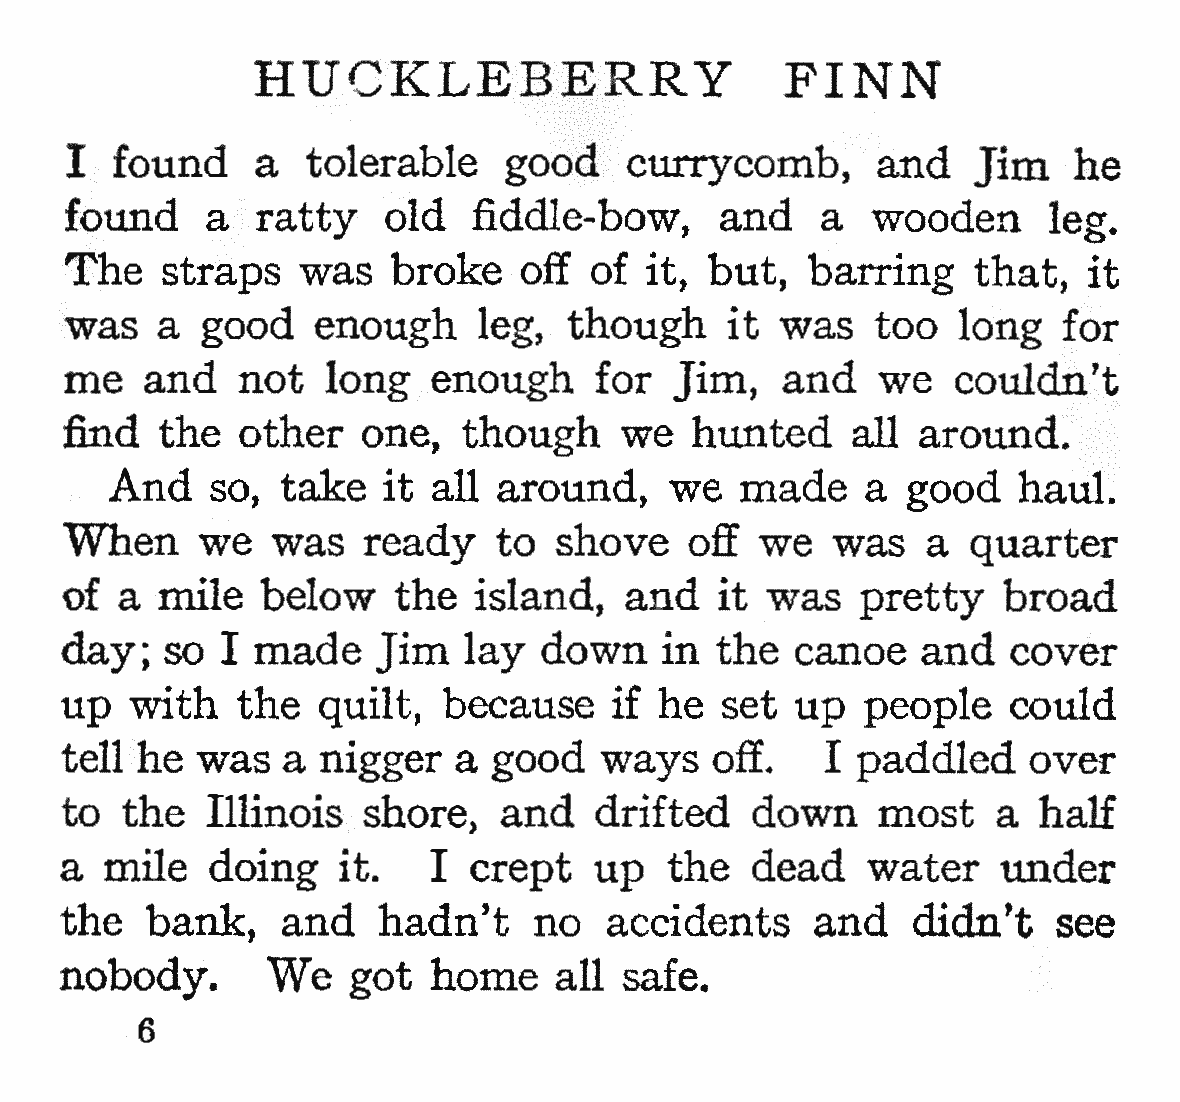 HUCKLEBERRY FINN
I found a tolerable good currycomb, and Jim he
found a ratty old fiddle-bow, and a wooden leg.
The straps was broke off of it, but, barring that, it
was a good enough leg, though it was too long for
me and not long enough for Jim, and we couldn't
find the other one, though we hunted all around.
And so, take it all around, we made a good haul.
When we was ready to shove off we was a quarter
of a mile below the island, and it was pretty broad
day; so I made Jim lay down in the canoe and cover
up with the quilt, because if he set up people could
tell he was a nigger a good ways off. I paddled over
to the Illinois shore, and drifted down most a half
a mile doing it. I crept up the dead water under
the bank, and hadn't no accidents and didn't see
nobody. We got home all safe.
6